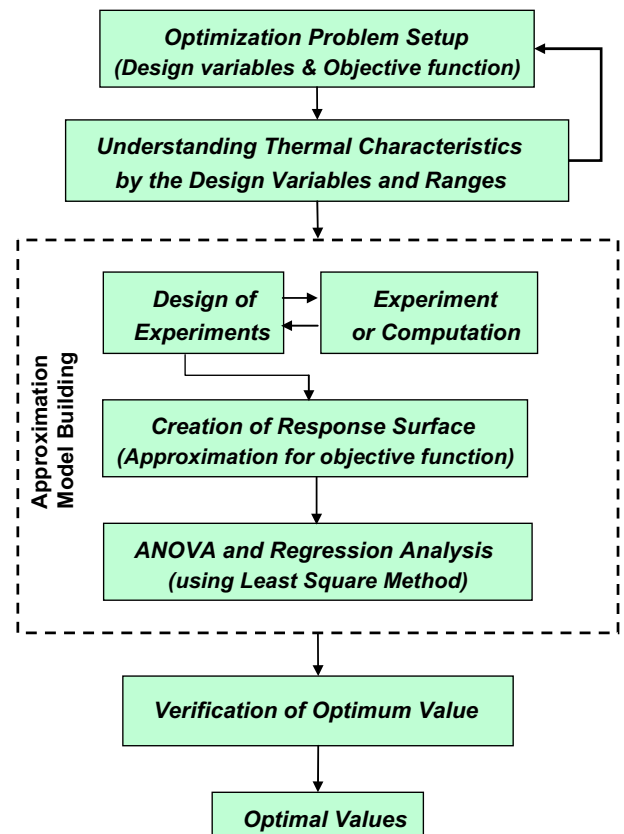 Optimization Problem Setup
(Design variables & Objective function)
Understanding Thermal Characteristics
by the Design Variables and Ranges
Approximation
Model Building
Design of
Experiments
Experiment
or Computation
Creation of Response Surface
(Approximation for objective function)
ANOVA and Regression Analysis
(using Least Square Method)
Verification of Optimum Value
Optimal Values